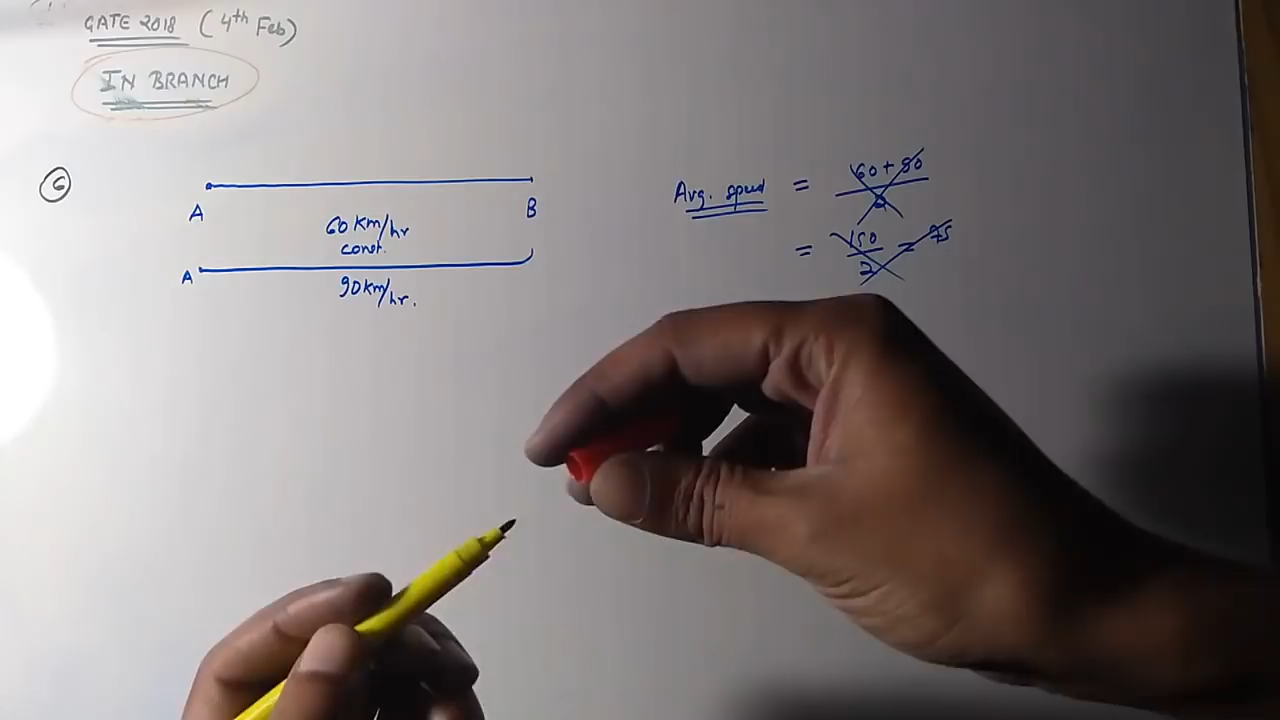 GATE 2018 (4th Feb)
IN BRANCH
6
A B
60 Km/hr
const.
A
90 Km/hr.
Avg. speed = 60+90
2
= 150 = 75
2